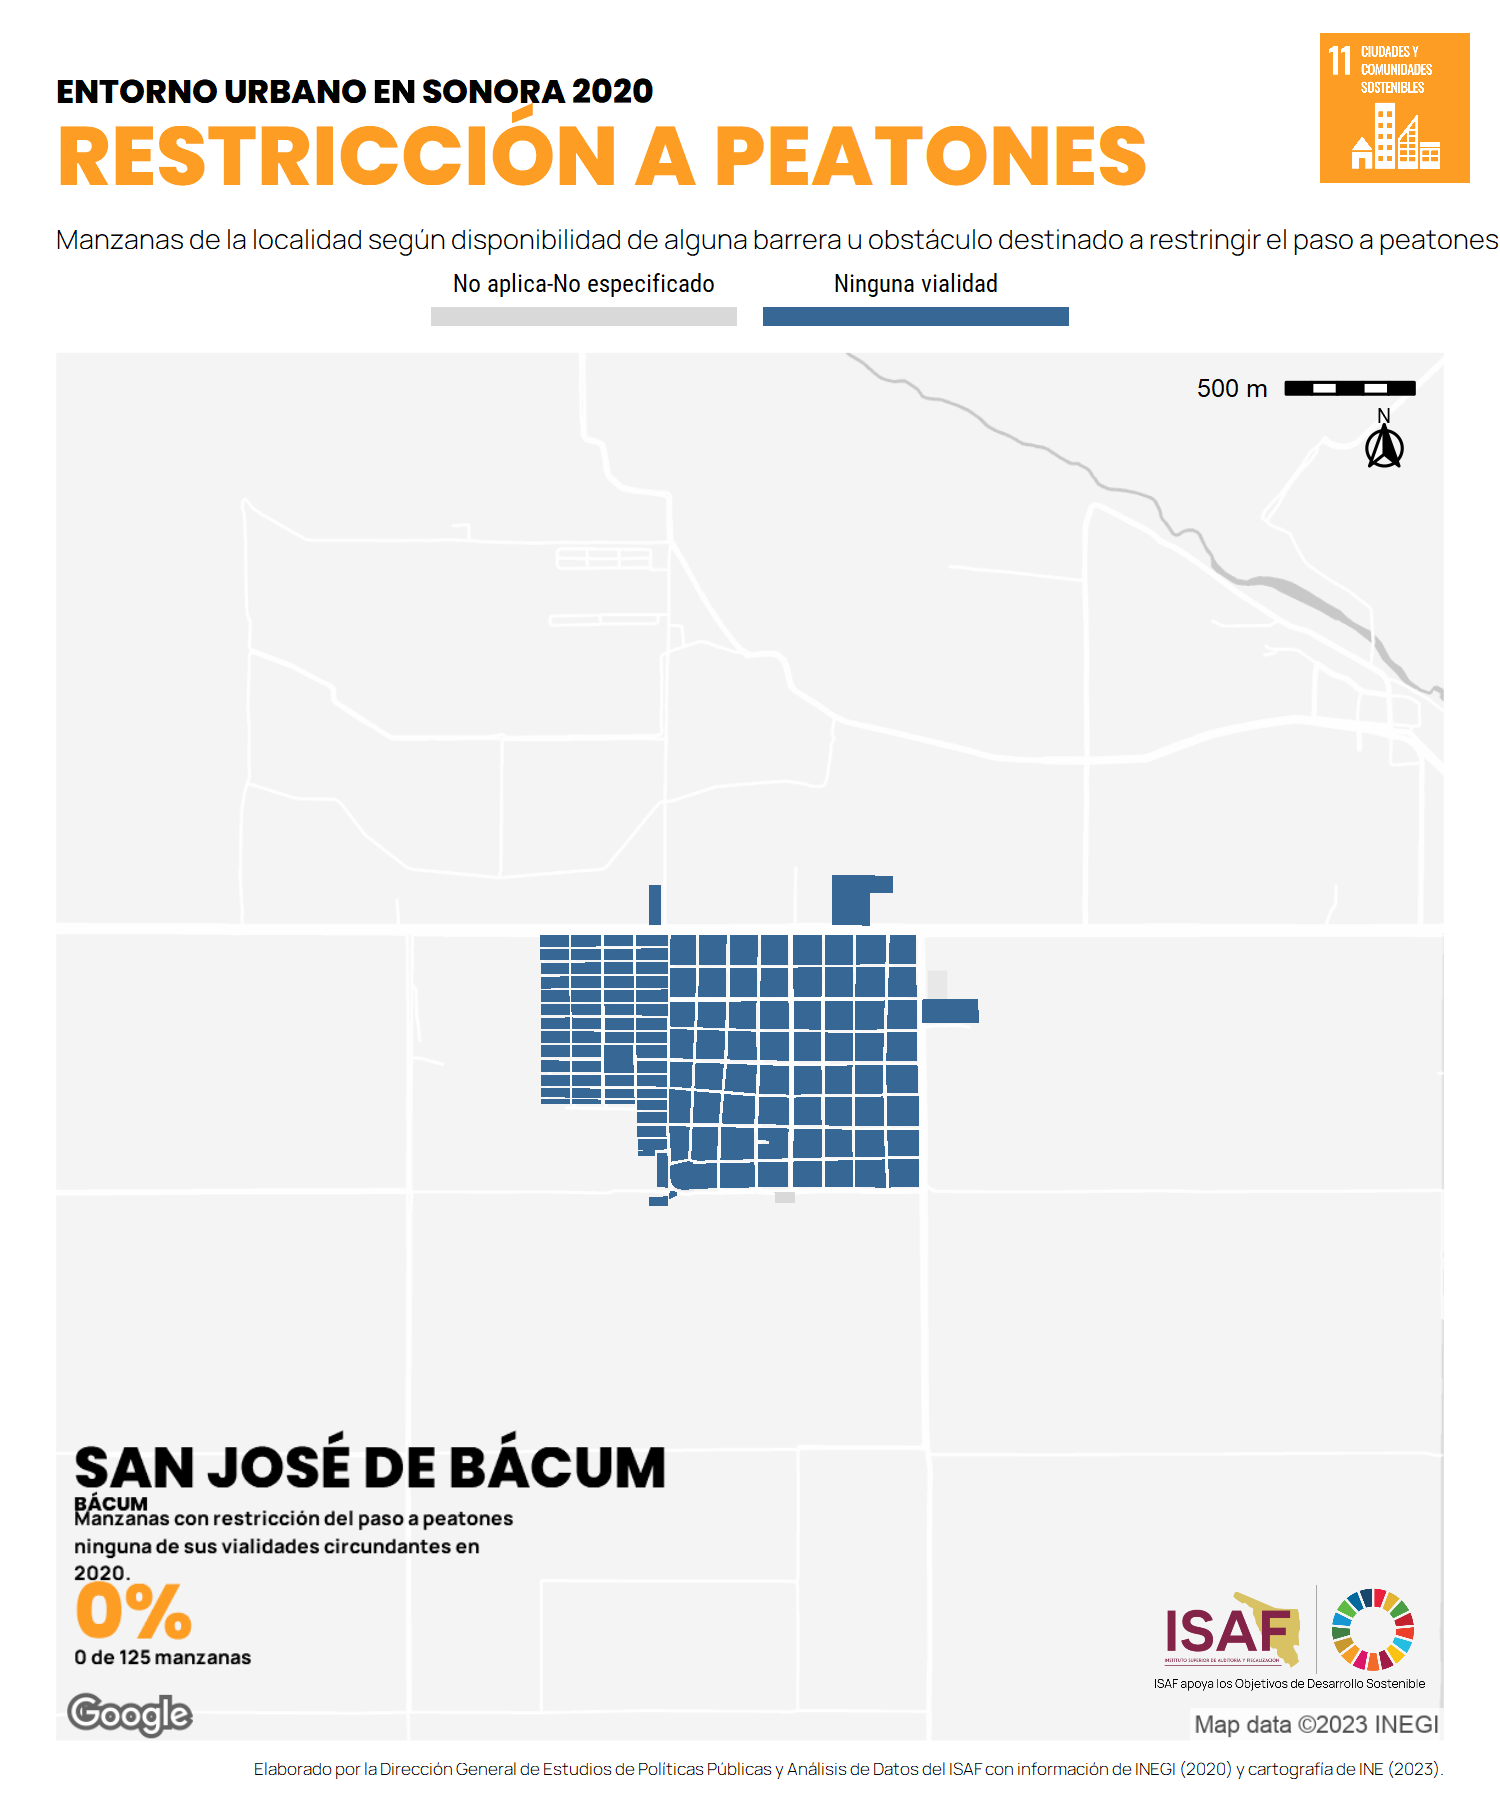 ENTORNO URBANO EN SONORA 2020
RESTRICCIÓN A PEATONES
11 CIUDADES Y
COMUNIDADES
SOSTENIBLES
Manzanas de la localidad según disponibilidad de alguna barrera u obstáculo destinado a restringir el paso a peatones
No aplica-No especificado
Ninguna vialidad
500 m
N
SAN JOSÉ DE BÁCUM
BÁCUM
Manzanas con restricción del paso a peatones
ninguna de sus vialidades circundantes en
2020.
0%
0 de 125 manzanas
Google
ISAF
INSTITUTO SUPERIOR DE AUDITORÍA Y FISCALIZACIÓN
ISAF apoya los Objetivos de Desarrollo Sostenible
Map data ©2023 INEGI
Elaborado por la Dirección General de Estudios de Políticas Públicas y Análisis de Datos del ISAF con información de INEGI (2020) y cartografía de INE (2023).